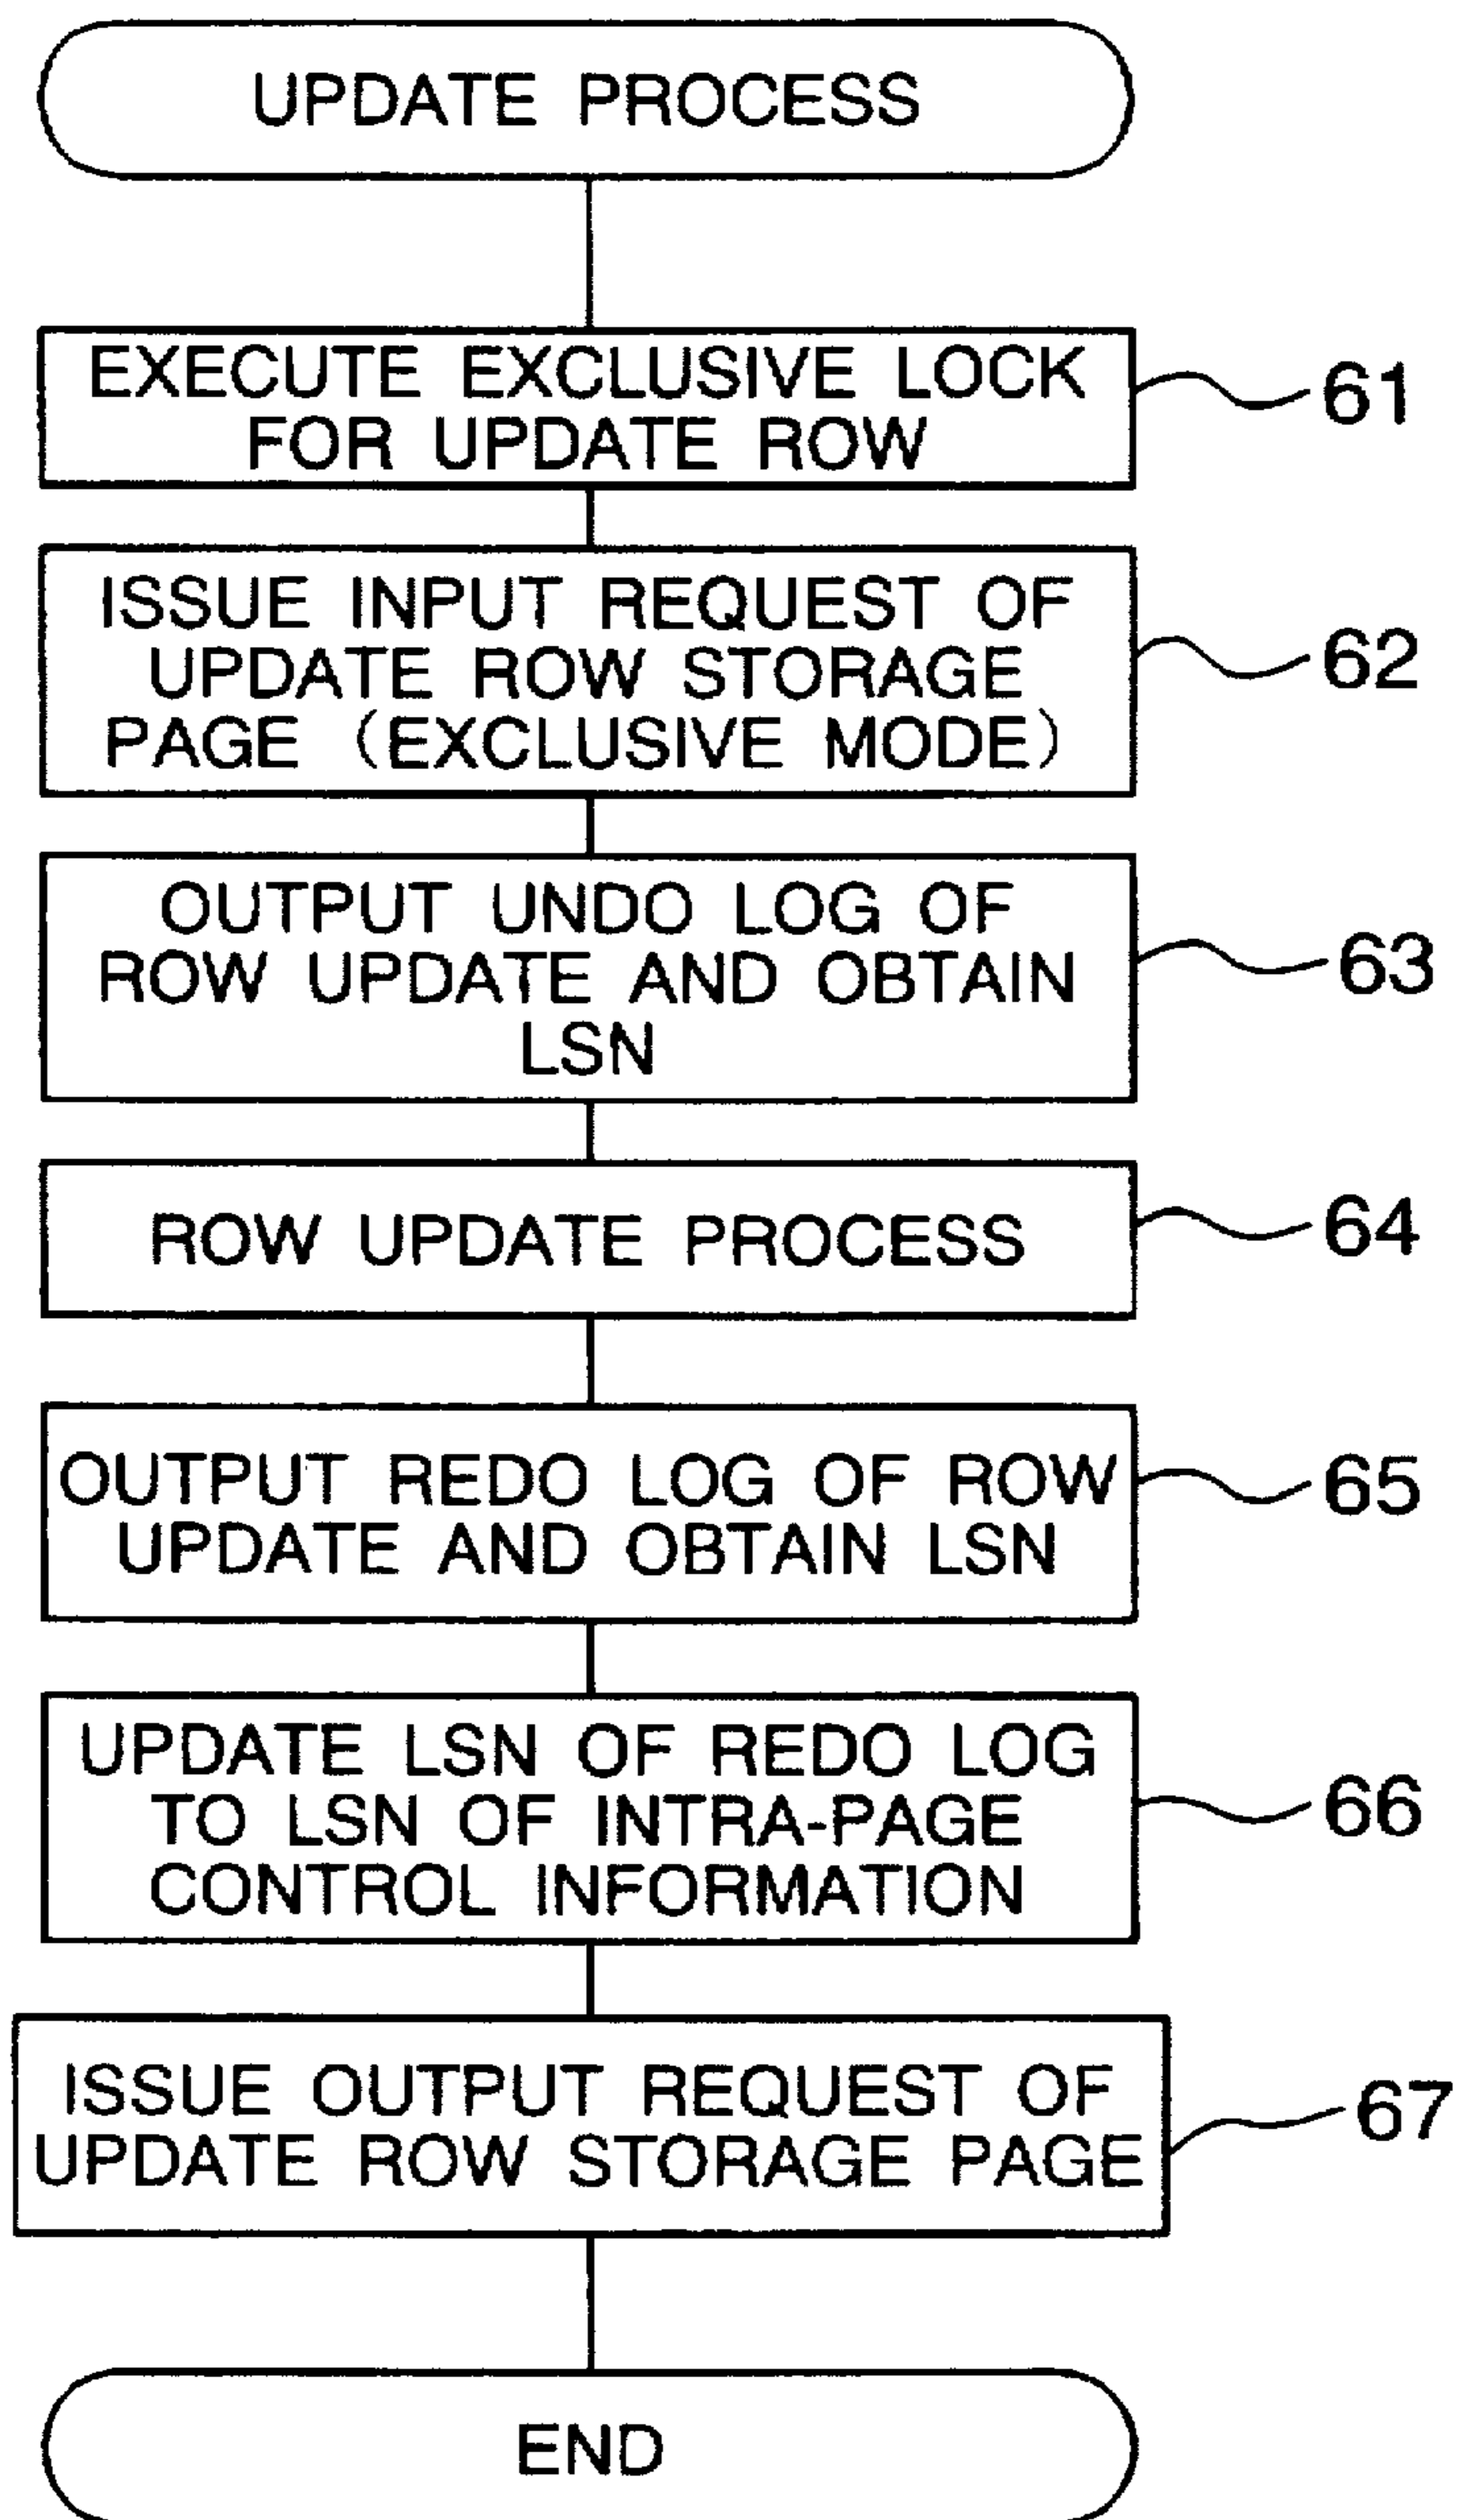 UPDATE PROCESS
EXECUTE EXCLUSIVE LOCK
FOR UPDATE ROW
61
ISSUE INPUT REQUEST OF
UPDATE ROW STORAGE
PAGE (EXCLUSIVE MODE)
62
OUTPUT UNDO LOG OF
ROW UPDATE AND OBTAIN
LSN
63
ROW UPDATE PROCESS
64
OUTPUT REDO LOG OF ROW
UPDATE AND OBTAIN LSN
65
UPDATE LSN OF REDO LOG
TO LSN OF INTRA-PAGE
CONTROL INFORMATION
66
ISSUE OUTPUT REQUEST OF
UPDATE ROW STORAGE PAGE
67
END